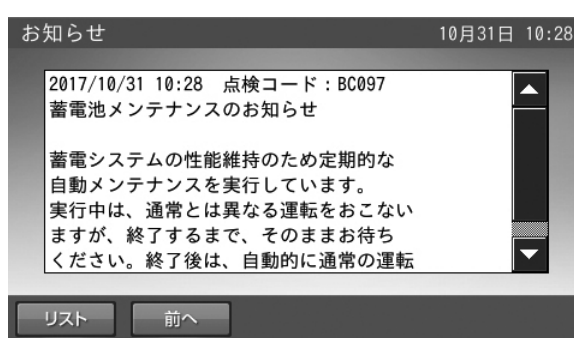 お知らせ 10月31日 10:28
2017/10/31 10:28 点検コード：BC097
蓄電池メンテナンスのお知らせ
蓄電システムの性能維持のため定期的な
自動メンテナンスを実行しています。
実行中は、通常とは異なる運転をおこない
ますが、終了するまで、そのままお待ち
ください。終了後は、自動的に通常の運転
リスト 前へ